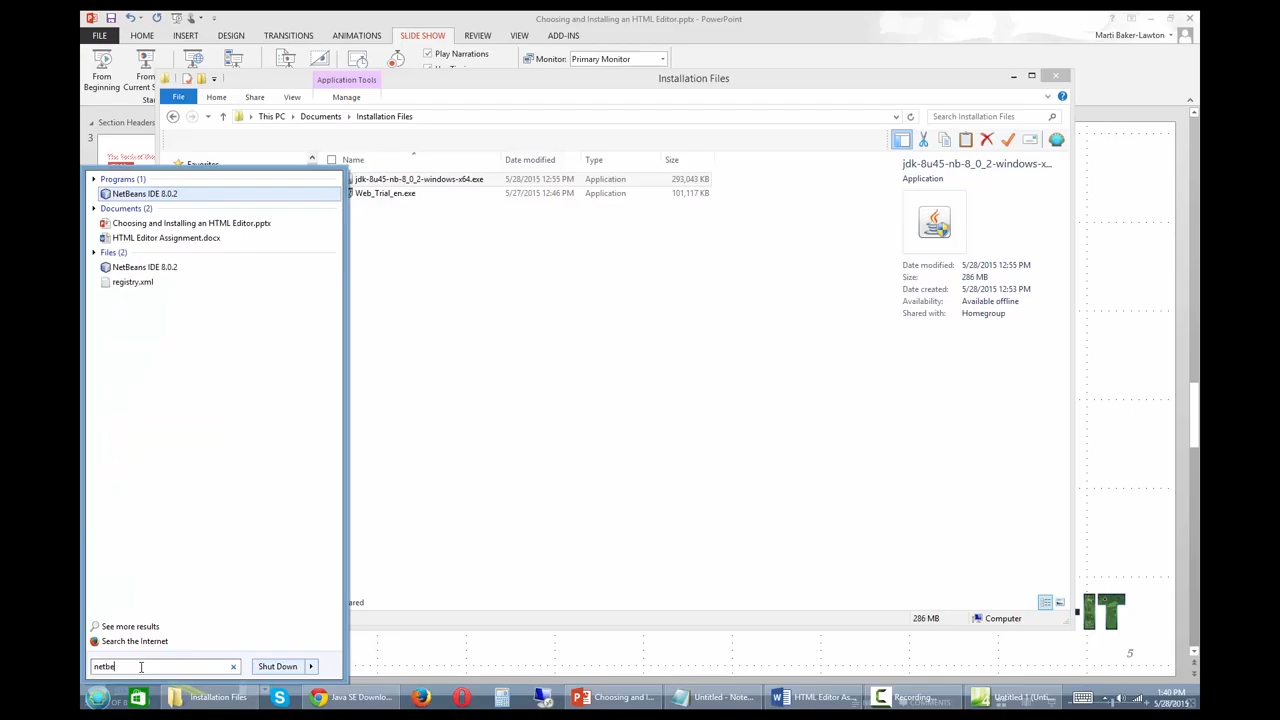 Choosing and Installing an HTML Editor.pptx - PowerPoint
FILE HOME INSERT DESIGN TRANSITIONS ANIMATIONS SLIDE SHOW REVIEW VIEW ADD-INS
Marti Baker-Lawton
From Beginning
From Current S
Play Narrations
Monitor: Primary Monitor
Section Headers
3
Application Tools
Installation Files
File Home Share View Manage
This PC Documents Installation Files
Search Installation Files
Favorites
Name Date modified Type Size
jdk-8u45-nb-8_0_2-windows-x64.exe 5/28/2015 12:55 PM Application 293,043 KB
Web_Trial_en.exe 5/27/2015 12:46 PM Application 101,117 KB
jdk-8u45-nb-8_0_2-windows-x...
Application
Date modified: 5/28/2015 12:55 PM
Size: 286 MB
Date created: 5/28/2015 12:53 PM
Availability: Available offline
Shared with: Homegroup
Programs (1)
NetBeans IDE 8.0.2
Documents (2)
Choosing and Installing an HTML Editor.pptx
HTML Editor Assignment.docx
Files (2)
NetBeans IDE 8.0.2
registry.xml
See more results
Search the Internet
netbe
Shut Down
ared
286 MB Computer
IT
5
Installation Files
Java SE Downlo...
Choosing and I...
Untitled - Note...
HTML Editor As...
Recording...
Untitled 1 (Unti...
COMMENTS
1:40 PM
5/28/2015